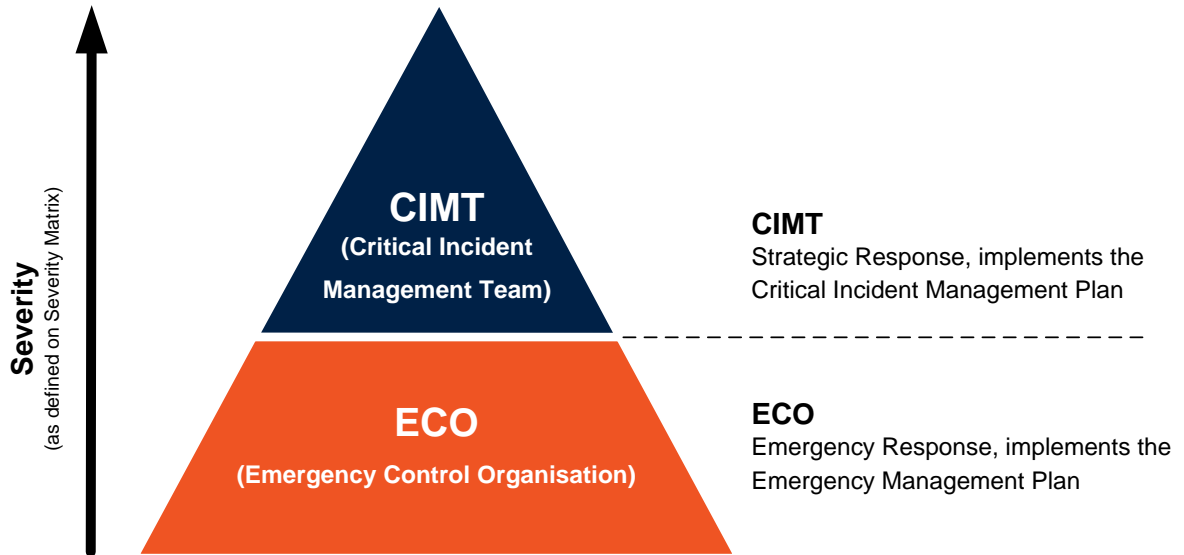 Severity
(as defined on Severity Matrix)
CIMT
(Critical Incident
Management Team)
ECO
(Emergency Control Organisation)
CIMT
Strategic Response, implements the
Critical Incident Management Plan
ECO
Emergency Response, implements the
Emergency Management Plan